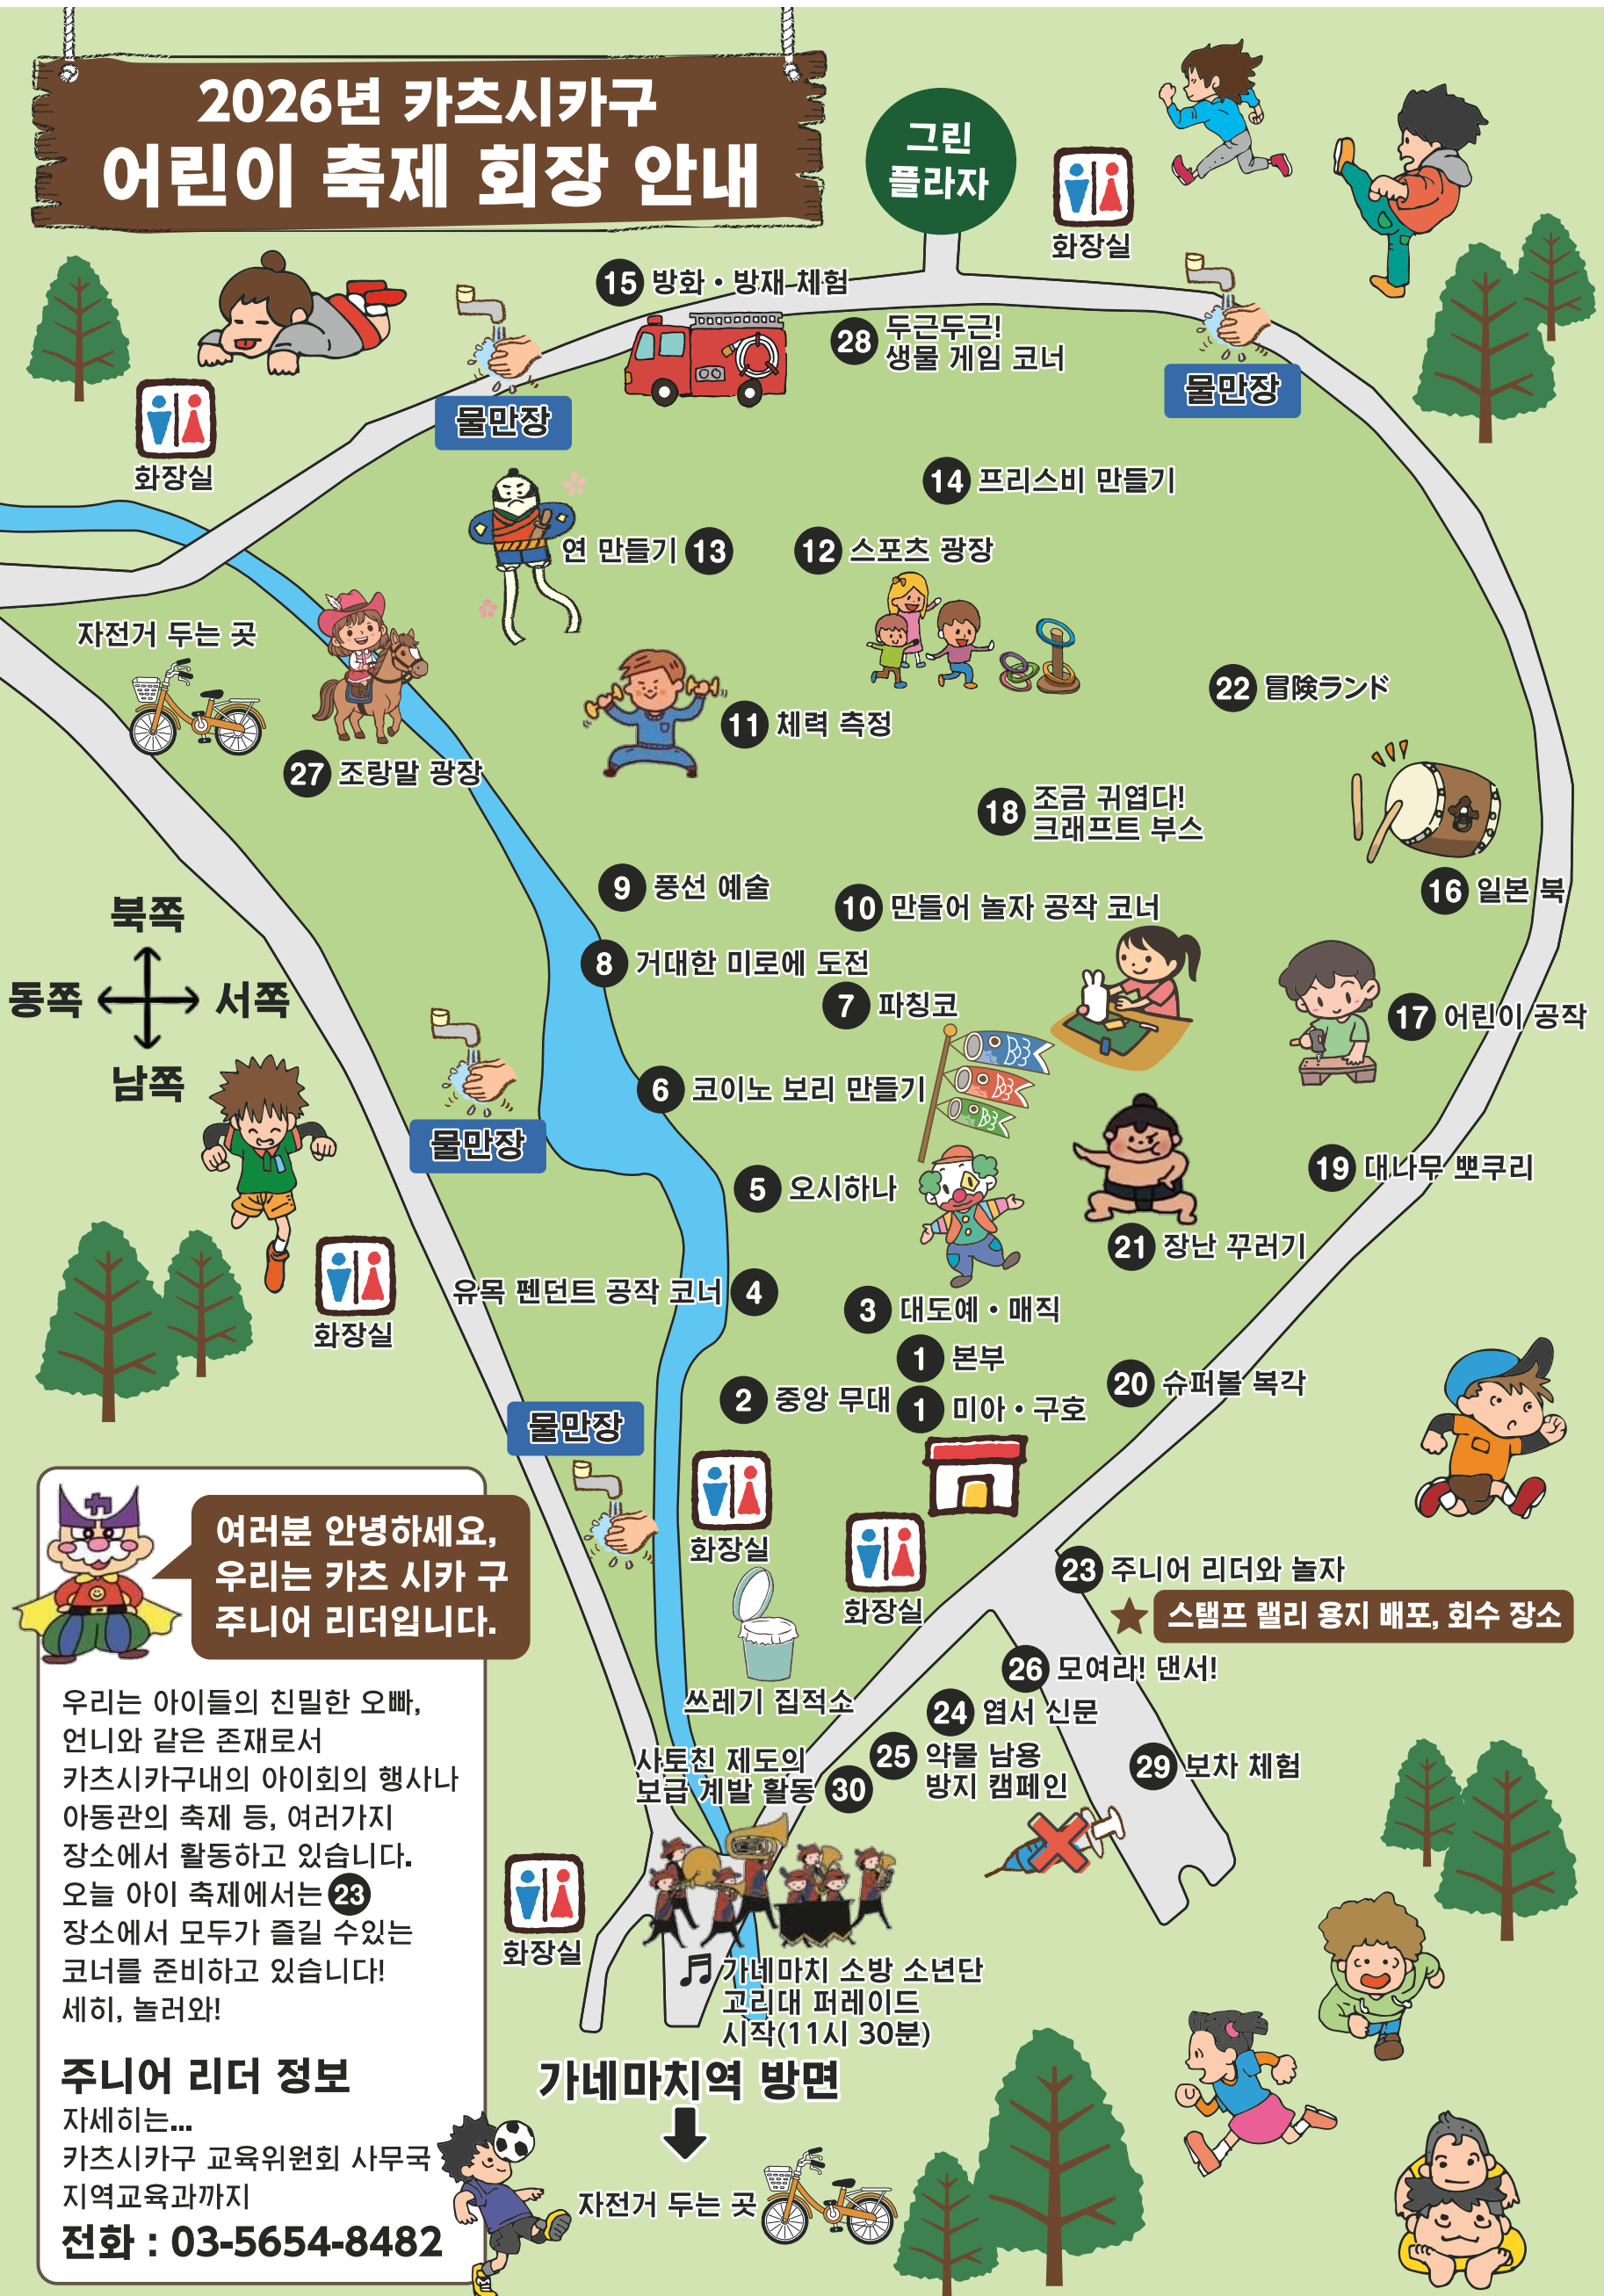 2026년 카츠시카구
어린이 축제 회장 안내
그린
플라자
화장실
15 방화・방재 체험
28 두근두근!
생물 게임 코너
물만장
물만장
화장실
14 프리스비 만들기
연 만들기 13
12 스포츠 광장
자전거 두는 곳
22 冒険ランド
11 체력 측정
27 조랑말 광장
18 조금 귀엽다!
크래프트 부스
9 풍선 예술
16 일본 북
10 만들어 놀자 공작 코너
북쪽
동쪽
서쪽
남쪽
8 거대한 미로에 도전
7 파칭코
17 어린이 공작
6 코이노 보리 만들기
물만장
19 대나무 뽀쿠리
5 오시하나
21 장난 꾸러기
유목 펜던트 공작 코너 4
3 대도예・매직
화장실
1 본부
20 슈퍼볼 복각
2 중앙 무대
1 미아・구호
물만장
화장실
화장실
23 주니어 리더와 놀자
★ 스탬프 랠리 용지 배포, 회수 장소
26 모여라! 댄서!
쓰레기 집적소
24 엽서 신문
25 약물 남용
방지 캠페인
29 보차 체험
사토친 제도의
보급 계발 활동 30
화장실
가네마치 소방 소년단
고리대 퍼레이드
시작(11시 30분)
가네마치역 방면
자전거 두는 곳
カ
여러분 안녕하세요,
우리는 카츠 시카 구
주니어 리더입니다.
우리는 아이들의 친밀한 오빠,
언니와 같은 존재로서
카츠시카구내의 아이회의 행사나
아동관의 축제 등, 여러가지
장소에서 활동하고 있습니다.
오늘 아이 축제에서는 23
장소에서 모두가 즐길 수있는
코너를 준비하고 있습니다!
세히, 놀러와!
주니어 리더 정보
자세히는...
카츠시카구 교육위원회 사무국
지역교육과까지
전화 : 03-5654-8482